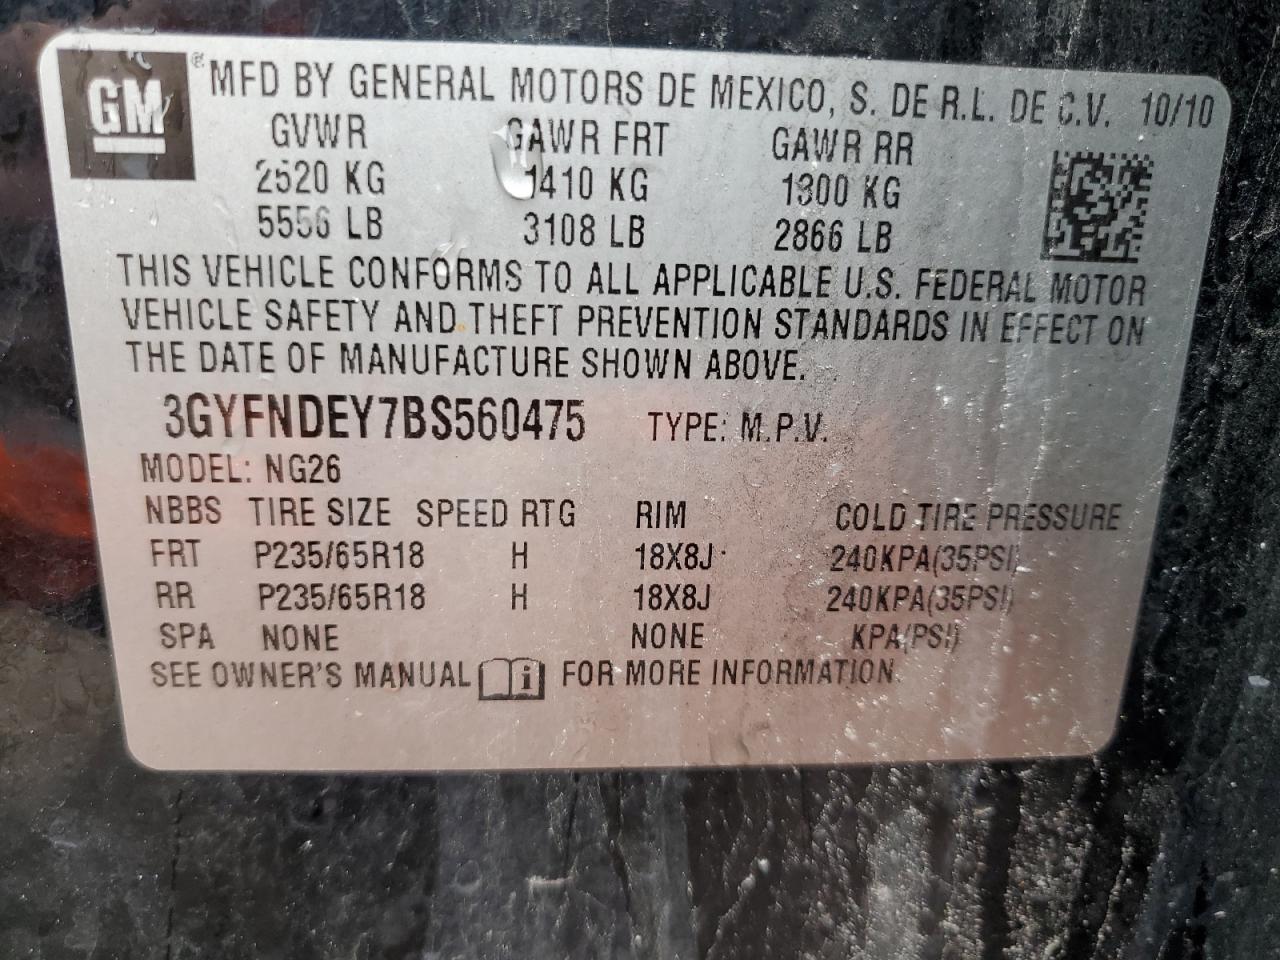 GM ® MFD BY GENERAL MOTORS DE MEXICO, S. DE R.L. DE C.V. 10/10
GVWR GAWR FRT GAWR RR
2520 KG 1410 KG 1300 KG
5556 LB 3108 LB 2866 LB
THIS VEHICLE CONFORMS TO ALL APPLICABLE U.S. FEDERAL MOTOR
VEHICLE SAFETY AND THEFT PREVENTION STANDARDS IN EFFECT ON
THE DATE OF MANUFACTURE SHOWN ABOVE.
3GYFNDEY7BS560475 TYPE: M.P.V.
MODEL: NG26
NBBS TIRE SIZE SPEED RTG RIM COLD TIRE PRESSURE
FRT P235/65R18 H 18X8J 240KPA(35PSI)
RR P235/65R18 H 18X8J 240KPA(35PSI)
SPA NONE NONE KPA(PSI)
SEE OWNER'S MANUAL i FOR MORE INFORMATION.